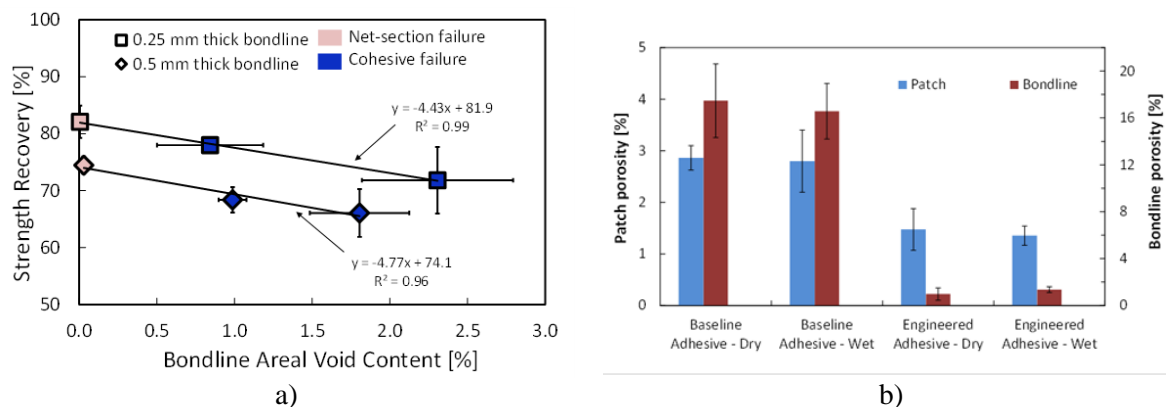 100
90
80
70
60
50
Strength Recovery [%]
0.25 mm thick bondline
0.5 mm thick bondline
Net-section failure
Cohesive failure
y = -4.43x + 81.9
R² = 0.99
y = -4.77x + 74.1
R² = 0.96
0.0 0.5 1.0 1.5 2.0 2.5 3.0
Bondline Areal Void Content [%]
a)
5
4
3
2
1
0
Patch porosity [%]
Patch Bondline
20
16
12
8
4
0
Bondline porosity [%]
Baseline
Adhesive - Dry
Baseline
Adhesive - Wet
Engineered
Adhesive - Dry
Engineered
Adhesive - Wet
b)